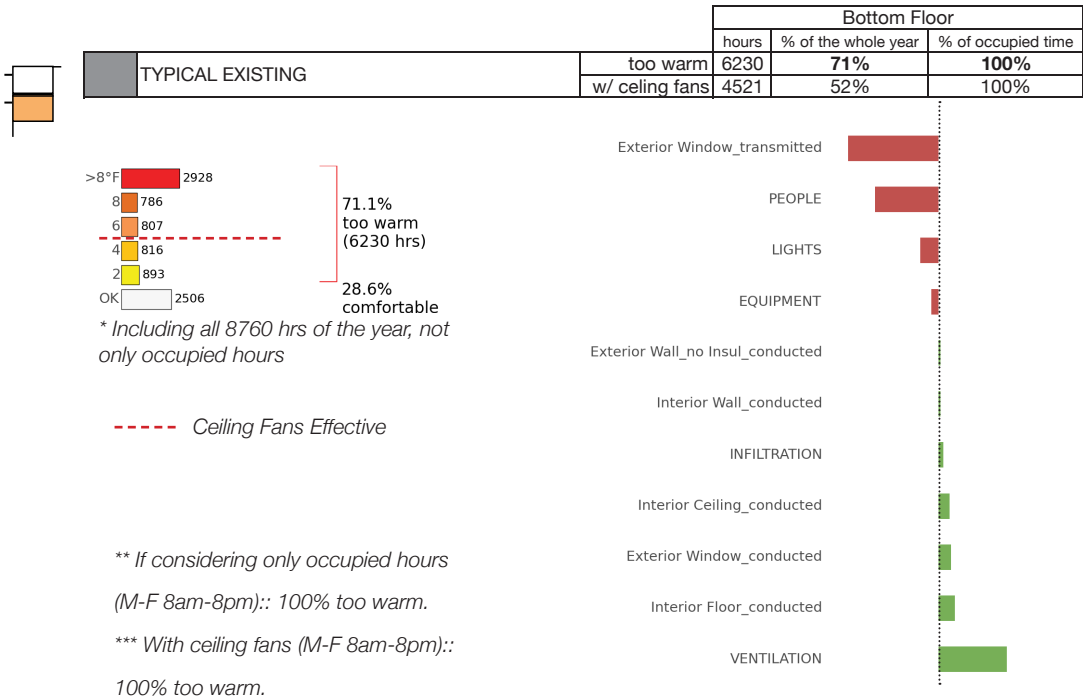 Bottom Floor
hours % of the whole year % of occupied time
TYPICAL EXISTING too warm 6230 71% 100%
w/ celing fans 4521 52% 100%
>8°F 2928
8 786
6 807
4 816
2 893
OK 2506
71.1%
too warm
(6230 hrs)
28.6%
comfortable
* Including all 8760 hrs of the year, not
only occupied hours
Ceiling Fans Effective
** If considering only occupied hours
(M-F 8am-8pm):: 100% too warm.
*** With ceiling fans (M-F 8am-8pm)::
100% too warm.
Exterior Window_transmitted
PEOPLE
LIGHTS
EQUIPMENT
Exterior Wall_no Insul_conducted
Interior Wall_conducted
INFILTRATION
Interior Ceiling_conducted
Exterior Window_conducted
Interior Floor_conducted
VENTILATION